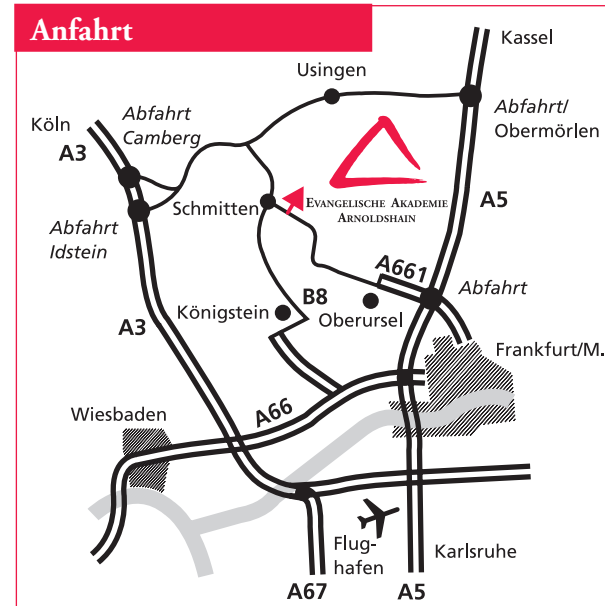 Anfahrt
Kassel
Usingen
Abfahrt
Camberg
Köln
A3
Abfahrt/
Obermörlen
A5
Schmitten
EVANGELISCHE AKADEMIE
ARNOLDSHAIN
Abfahrt
Idstein
A661
Abfahrt
A3
Königstein
B8
Oberursel
Frankfurt/M.
Wiesbaden
A66
Flug-
hafen
Karlsruhe
A67
A5